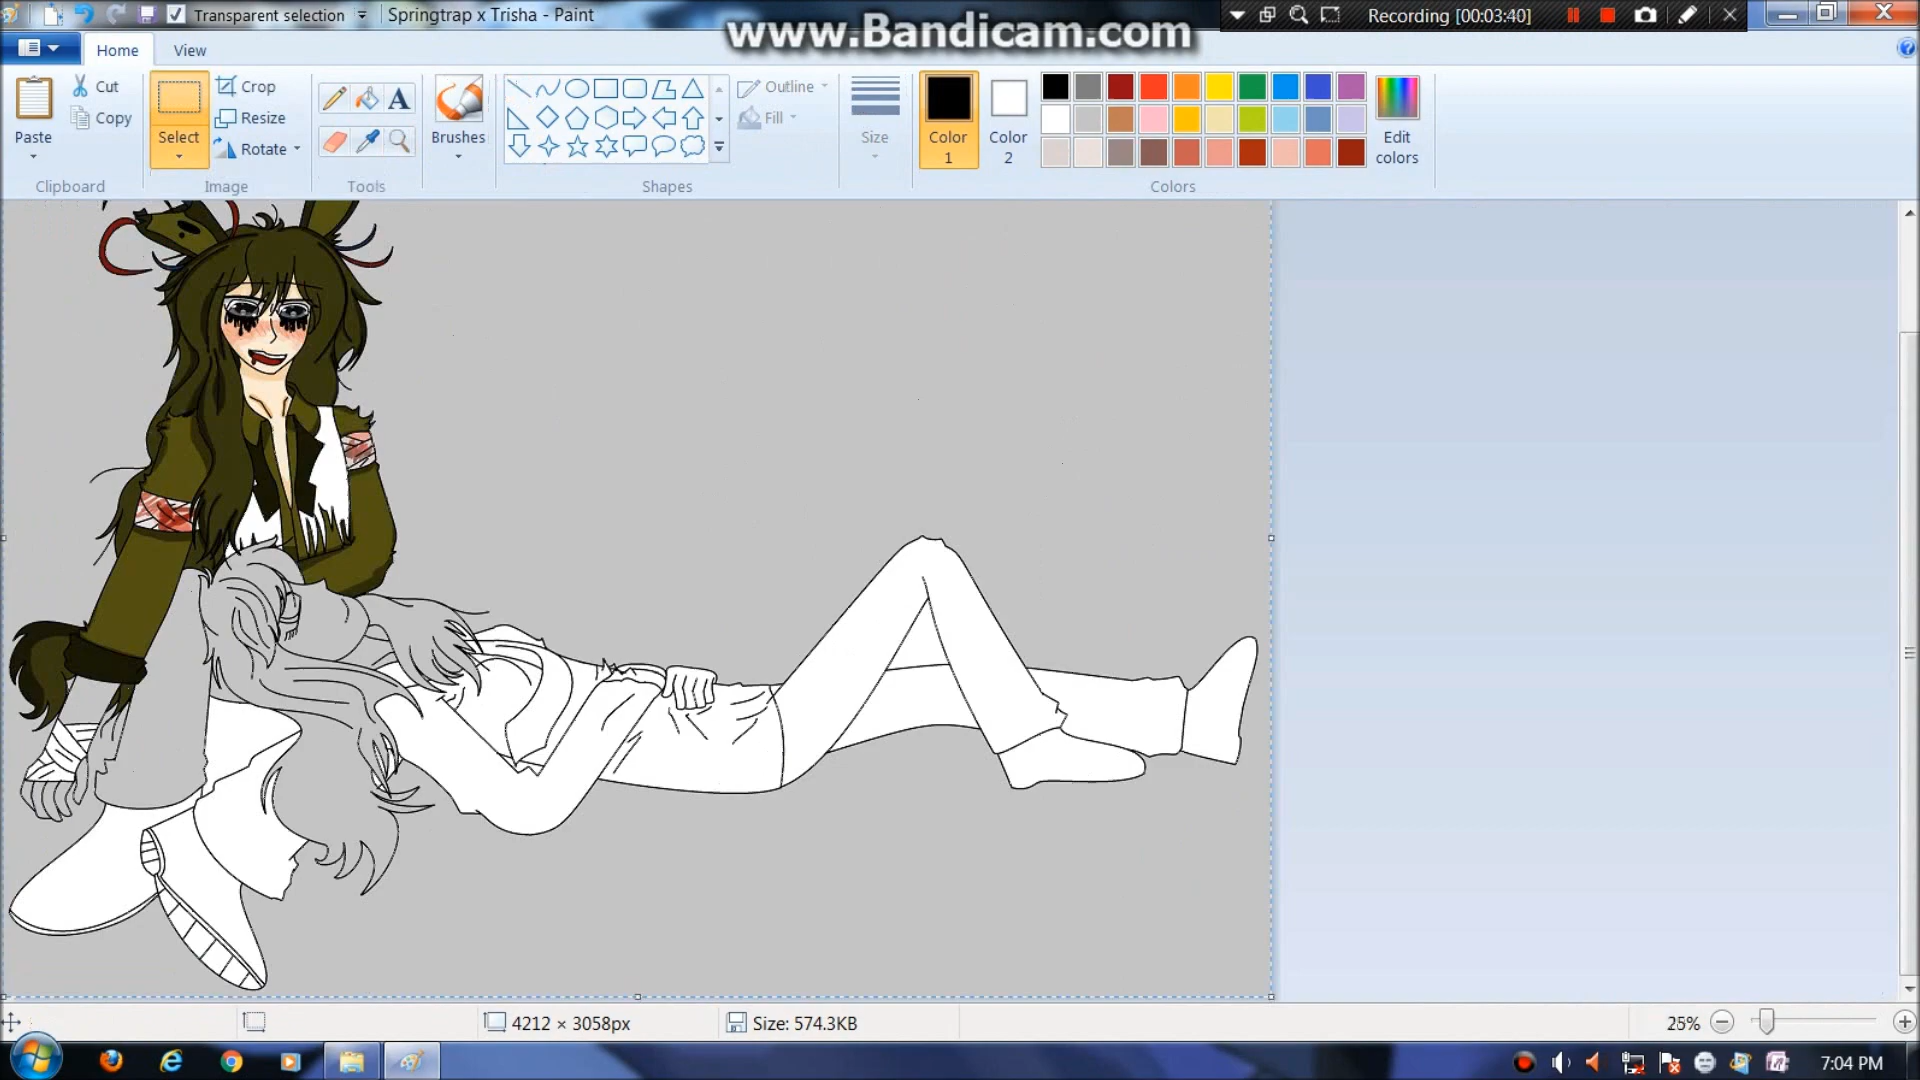 Transparent selection
Springtrap x Trisha - Paint
www.Bandicam.com
Recording [00:03:40]
Home
View
Paste
Cut
Copy
Clipboard
Select
Crop
Resize
Rotate
Image
A
Tools
Brushes
Outline
Fill
Shapes
Size
Color
1
Color
2
Edit
colors
Colors
4212 × 3058px
Size: 574.3KB
25%
7:04 PM